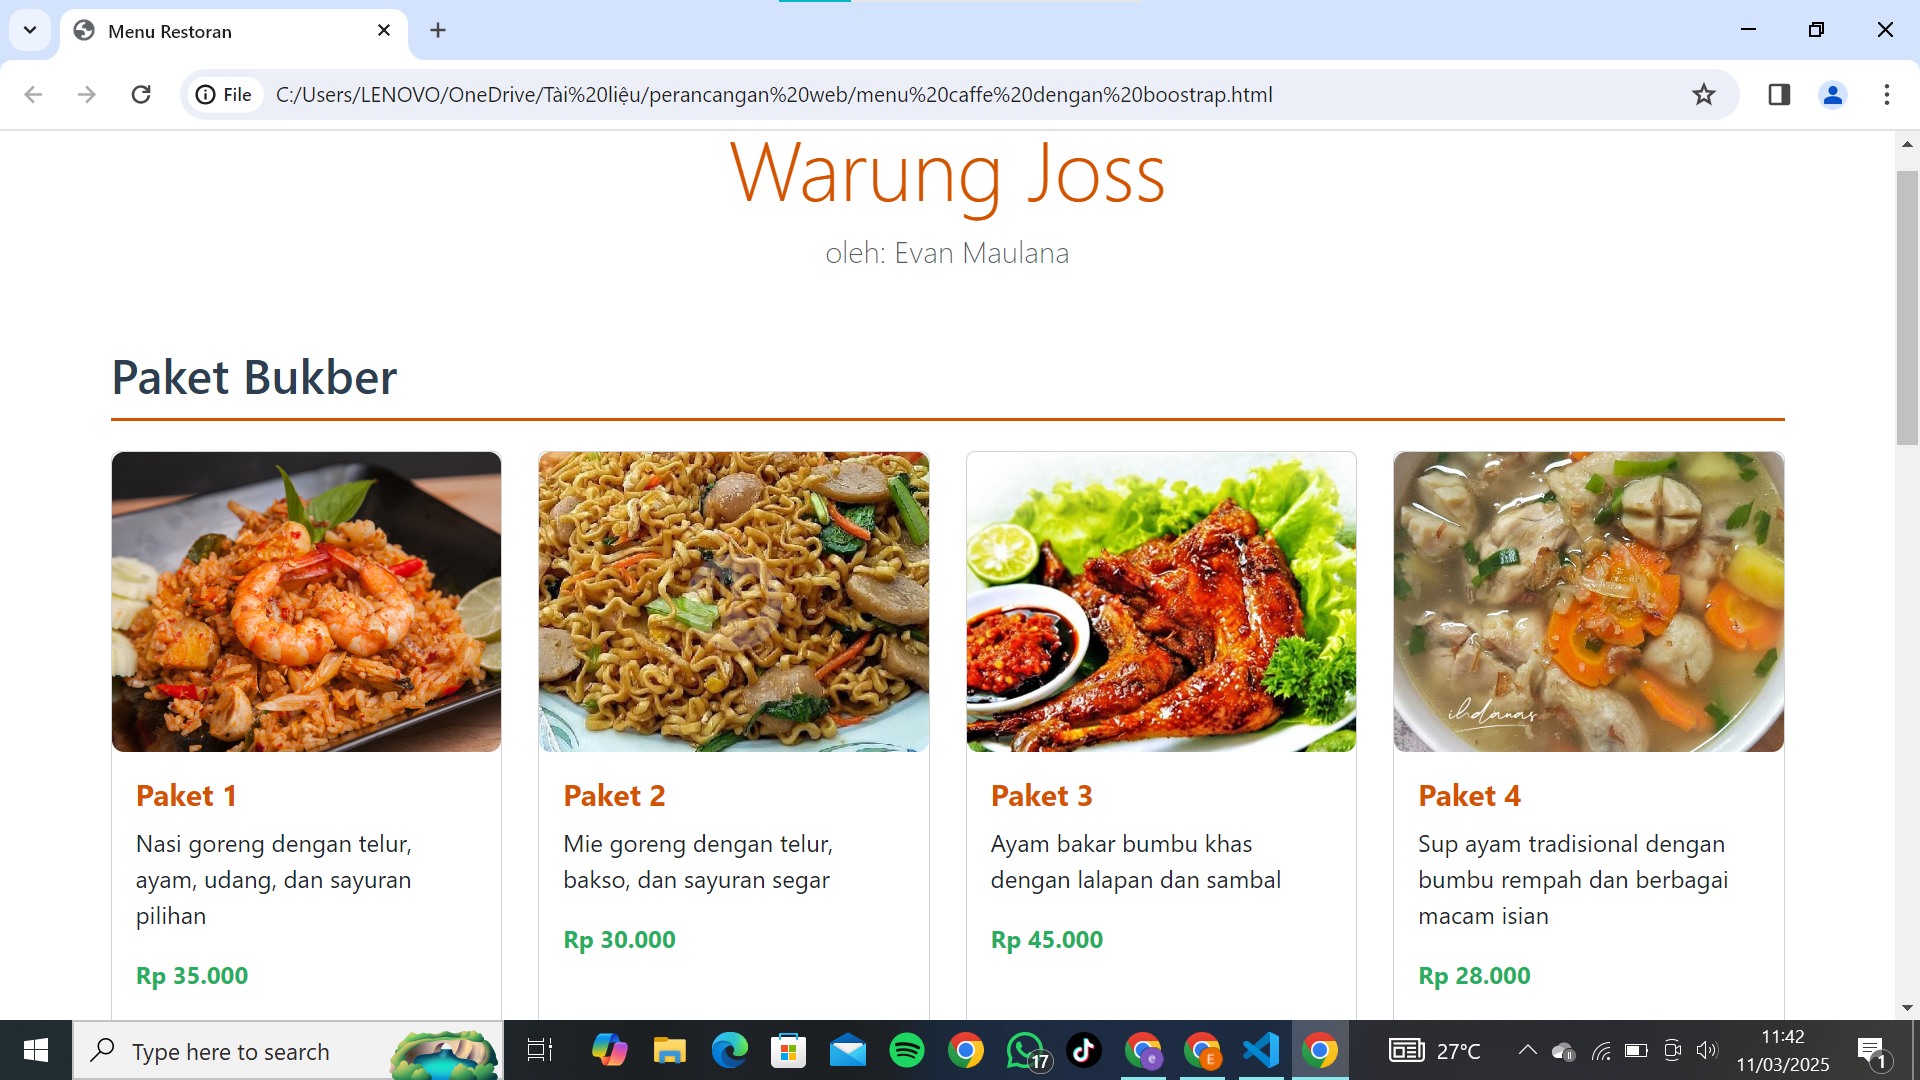 Menu Restoran
File
C:/Users/LENOVO/OneDrive/Tài%20liệu/perancangan%20web/menu%20caffe%20dengan%20boostrap.html
Warung Joss
oleh: Evan Maulana
Paket Bukber
ihdanas
Paket 1
Nasi goreng dengan telur,
ayam, udang, dan sayuran
pilihan
Rp 35.000
Paket 2
Mie goreng dengan telur,
bakso, dan sayuran segar
Rp 30.000
Paket 3
Ayam bakar bumbu khas
dengan lalapan dan sambal
Rp 45.000
Paket 4
Sup ayam tradisional dengan
bumbu rempah dan berbagai
macam isian
Rp 28.000
Type here to search
17
e
E
27°C
11:42
11/03/2025
1